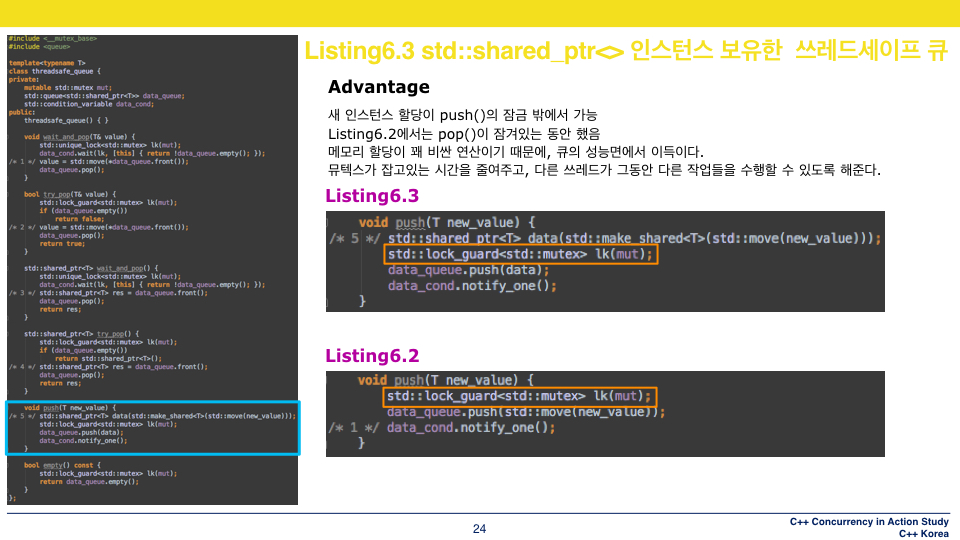 Listing6.3 std::shared_ptr<> 인스턴스 보유한 쓰레드세이프 큐
#include <__mutex_base>
#include <queue>
template<typename T>
class threadsafe_queue {
private:
mutable std::mutex mut;
std::queue<std::shared_ptr<T>> data_queue;
std::condition_variable data_cond;
public:
threadsafe_queue() { }
void wait_and_pop(T& value) {
std::unique_lock<std::mutex> lk(mut);
data_cond.wait(lk, [this] { return !data_queue.empty(); });
/* 1 */ value = std::move(*data_queue.front());
data_queue.pop();
}
bool try_pop(T& value) {
std::lock_guard<std::mutex> lk(mut);
if (data_queue.empty())
return false;
/* 2 */ value = std::move(*data_queue.front());
data_queue.pop();
return true;
}
std::shared_ptr<T> wait_and_pop() {
std::unique_lock<std::mutex> lk(mut);
data_cond.wait(lk, [this] { return !data_queue.empty(); });
/* 3 */ std::shared_ptr<T> res = data_queue.front();
data_queue.pop();
return res;
}
std::shared_ptr<T> try_pop() {
std::lock_guard<std::mutex> lk(mut);
if (data_queue.empty())
return std::shared_ptr<T>();
/* 4 */ std::shared_ptr<T> res = data_queue.front();
data_queue.pop();
return res;
}
void push(T new_value) {
/* 5 */ std::shared_ptr<T> data(std::make_shared<T>(std::move(new_value)));
std::lock_guard<std::mutex> lk(mut);
data_queue.push(data);
data_cond.notify_one();
}
bool empty() const {
std::lock_guard<std::mutex> lk(mut);
return data_queue.empty();
}
};
Advantage
새 인스턴스 할당이 push()의 잠금 밖에서 가능
Listing6.2에서는 pop()이 잠겨있는 동안 했음
메모리 할당이 꽤 비싼 연산이기 때문에, 큐의 성능면에서 이득이다.
뮤텍스가 잡고있는 시간을 줄여주고, 다른 쓰레드가 그동안 다른 작업들을 수행할 수 있도록 해준다.
Listing6.3
void push(T new_value) {
/* 5 */ std::shared_ptr<T> data(std::make_shared<T>(std::move(new_value)));
std::lock_guard<std::mutex> lk(mut);
data_queue.push(data);
data_cond.notify_one();
}
Listing6.2
void push(T new_value) {
std::lock_guard<std::mutex> lk(mut);
data_queue.push(std::move(new_value));
/* 1 */ data_cond.notify_one();
}
24
C++ Concurrency in Action Study
C++ Korea